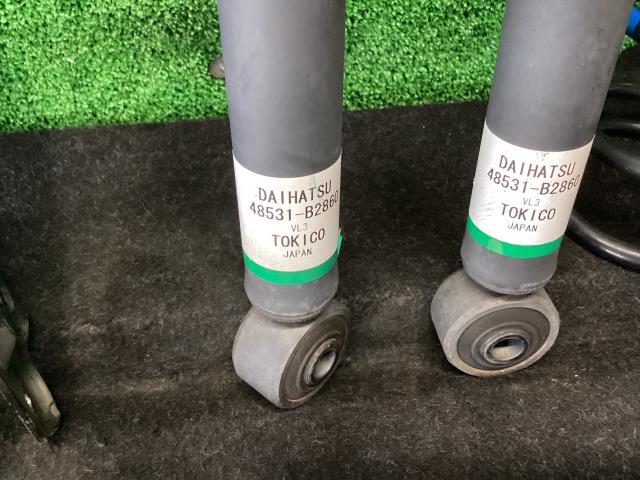 DAIHATSU
48531-B2860
VL3
TOKICO
JAPAN
DAIHATSU
48531-B2860
VL3
TOKICO
JAPAN